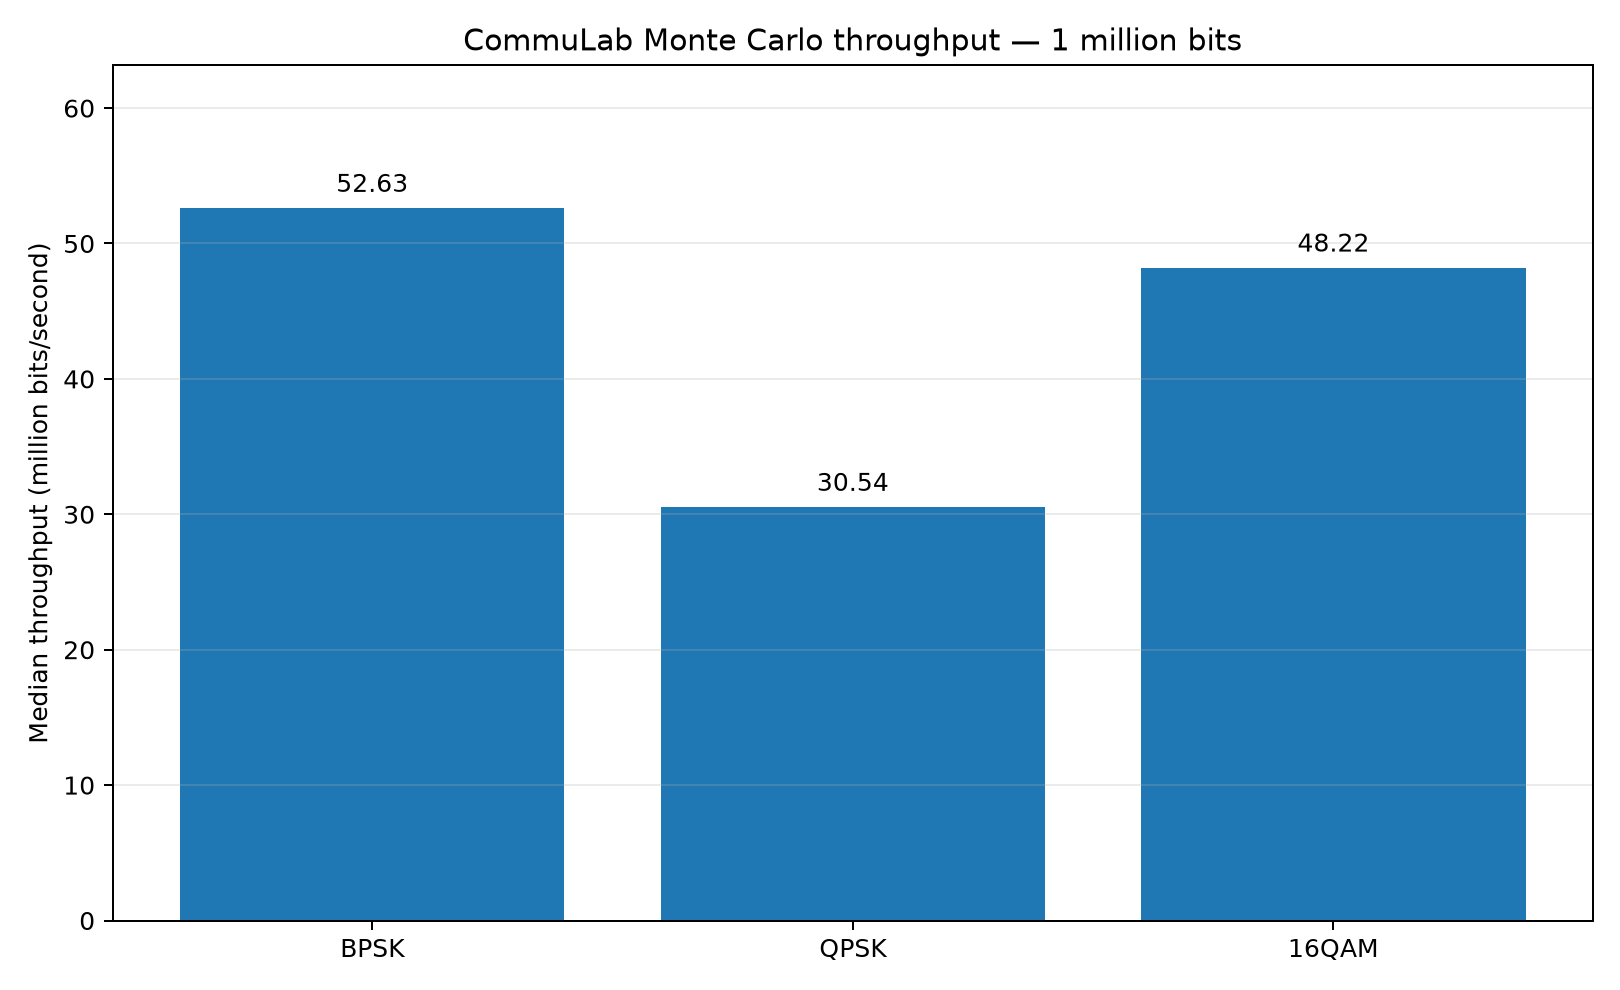 CommuLab Monte Carlo throughput — 1 million bits
Median throughput (million bits/second)
60
50
40
30
20
10
0
52.63
30.54
48.22
BPSK
QPSK
16QAM